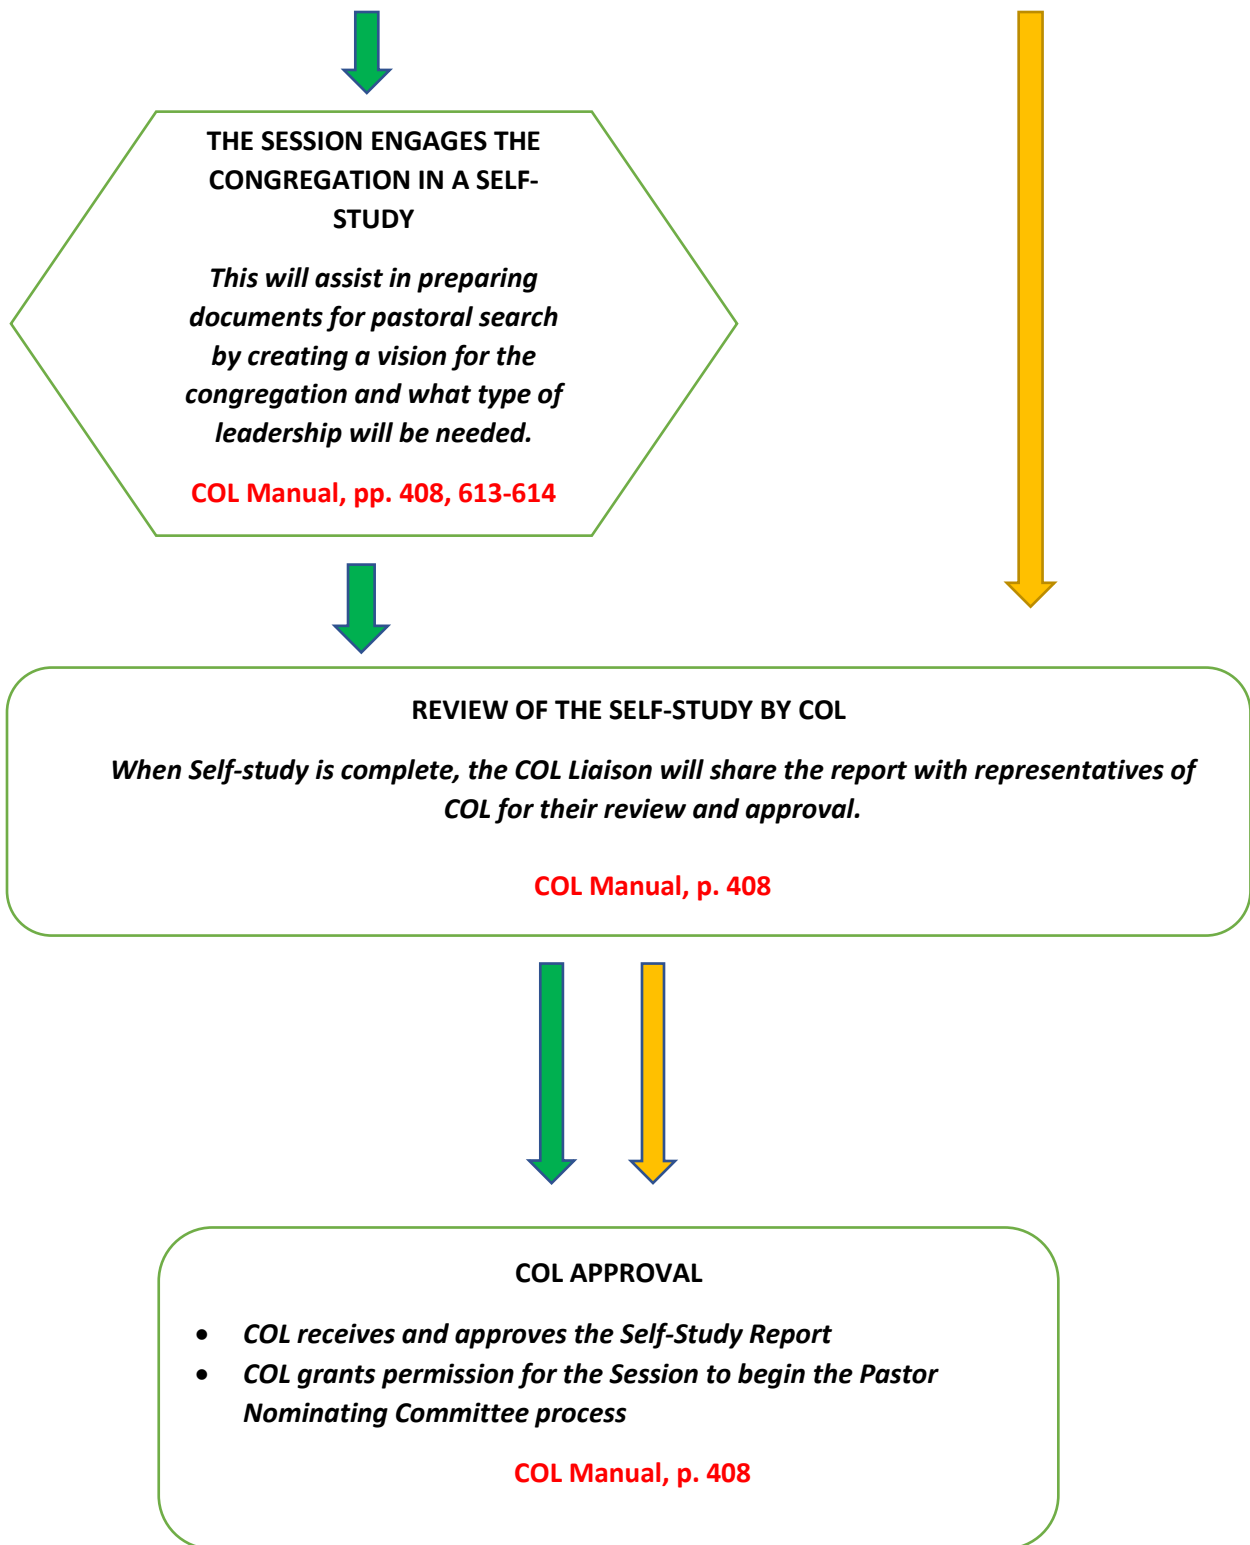 THE SESSION ENGAGES THE
CONGREGATION IN A SELF-
STUDY
This will assist in preparing
documents for pastoral search
by creating a vision for the
congregation and what type of
leadership will be needed.
COL Manual, pp. 408, 613-614
REVIEW OF THE SELF-STUDY BY COL
When Self-study is complete, the COL Liaison will share the report with representatives of
COL for their review and approval.
COL Manual, p. 408
COL APPROVAL
• COL receives and approves the Self-Study Report
• COL grants permission for the Session to begin the Pastor
Nominating Committee process
COL Manual, p. 408